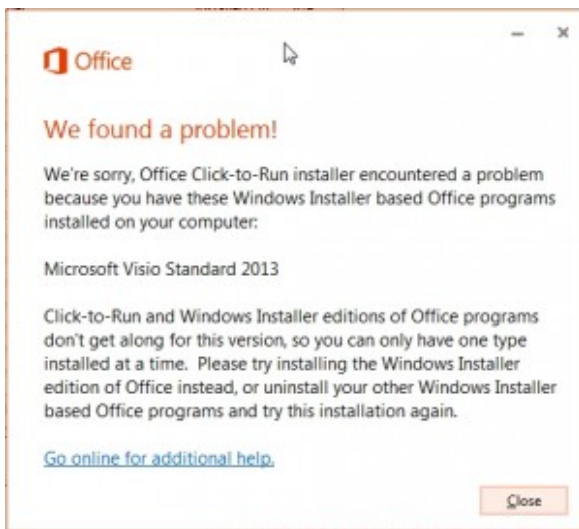 Office
We found a problem!
We're sorry, Office Click-to-Run installer encountered a problem
because you have these Windows Installer based Office programs
installed on your computer:
Microsoft Visio Standard 2013
Click-to-Run and Windows Installer editions of Office programs
don't get along for this version, so you can only have one type
installed at a time.  Please try installing the Windows Installer
edition of Office instead, or uninstall your other Windows Installer
based Office programs and try this installation again.
Go online for additional help.
Close